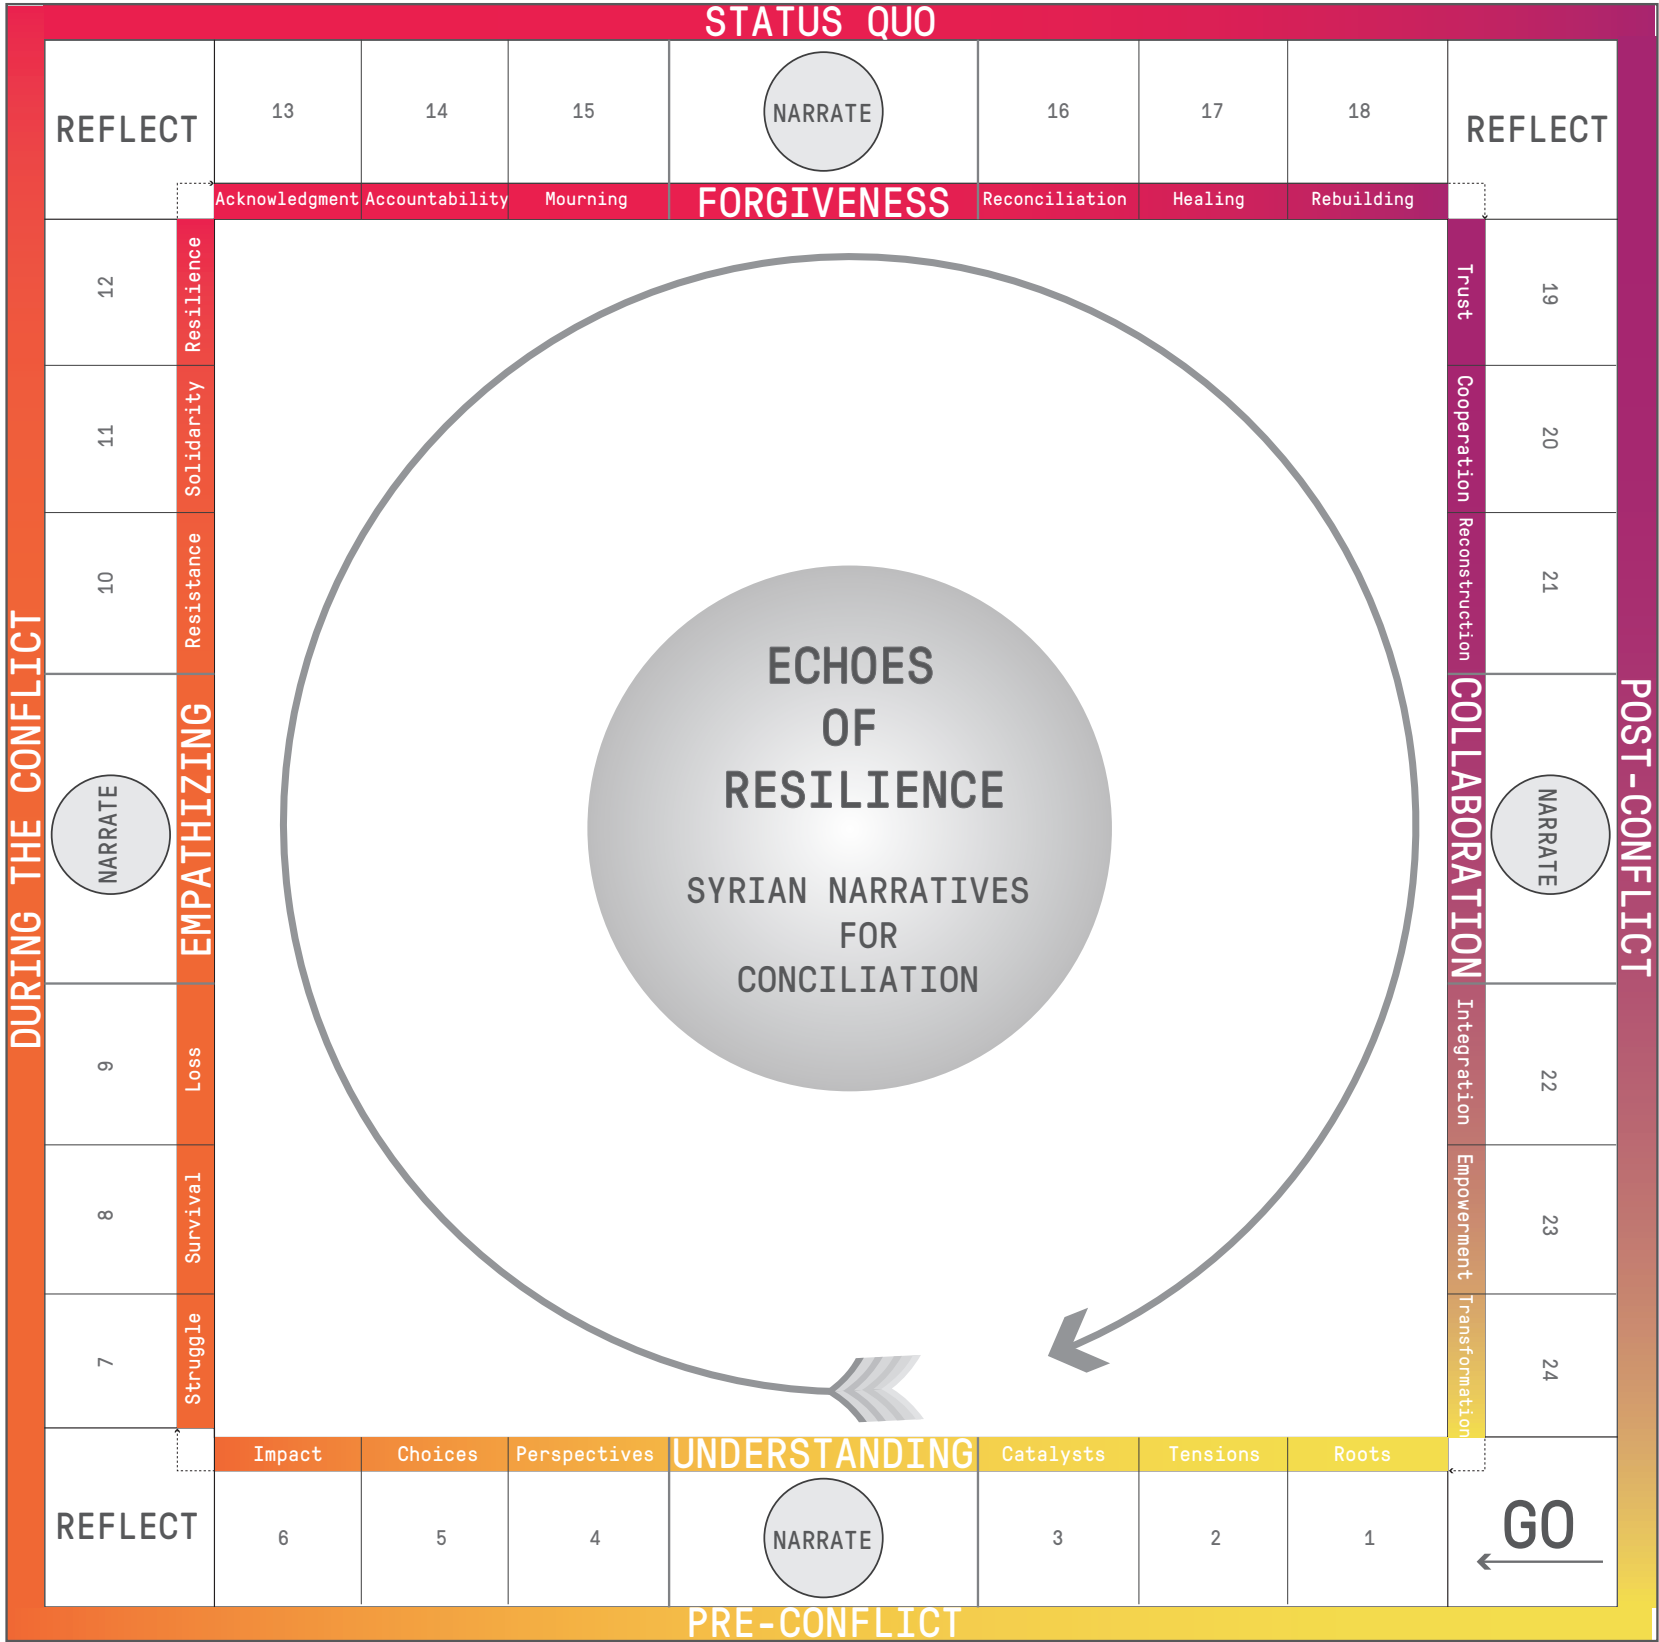 STATUS QUO
REFLECT
13
14
15
NARRATE
16
17
18
REFLECT
Acknowledgment
Accountability
Mourning
FORGIVENESS
Reconciliation
Healing
Rebuilding
12
Resilience
11
Solidarity
10
Resistance
DURING THE CONFLICT
NARRATE
EMPATHIZING
9
Loss
8
Survival
7
Struggle
ECHOES
OF
RESILIENCE
SYRIAN NARRATIVES
FOR
CONCILIATION
Trust
19
Cooperation
20
Reconstruction
21
COLLABORATION
NARRATE
POST-CONFLICT
Integration
22
Empowerment
23
Transformation
24
Impact
Choices
Perspectives
UNDERSTANDING
Catalysts
Tensions
Roots
REFLECT
6
5
4
NARRATE
3
2
1
GO
PRE-CONFLICT